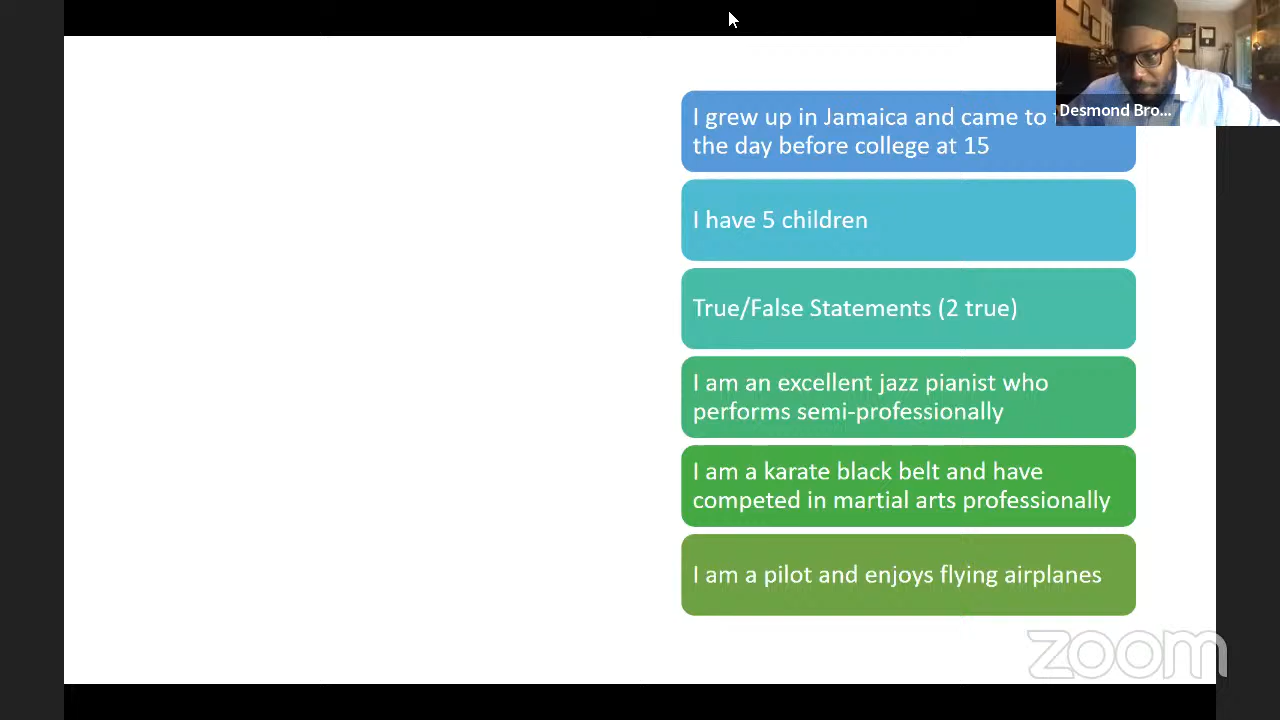 I grew up in Jamaica and came to
the day before college at 15
I have 5 children
True/False Statements (2 true)
I am an excellent jazz pianist who
performs semi-professionally
I am a karate black belt and have
competed in martial arts professionally
I am a pilot and enjoys flying airplanes
Desmond Bro...
zoom